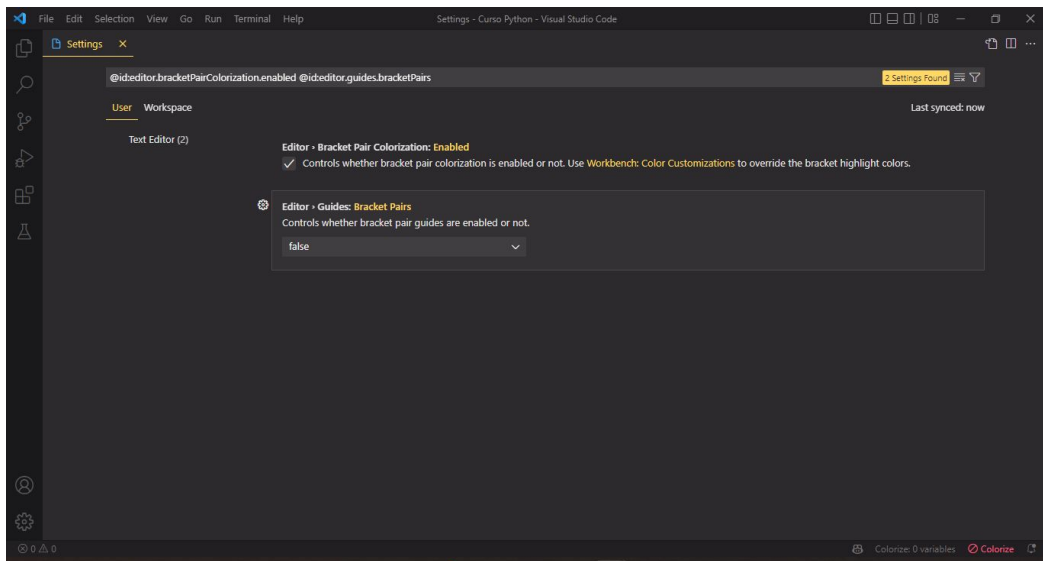 File Edit Selection View Go Run Terminal Help Settings - Curso Python - Visual Studio Code
Settings
@id:editor.bracketPairColorization.enabled @id:editor.guides.bracketPairs 2 Settings Found
User Workspace Last synced: now
Text Editor (2)
Editor › Bracket Pair Colorization: Enabled
Controls whether bracket pair colorization is enabled or not. Use Workbench: Color Customizations to override the bracket highlight colors.
Editor › Guides: Bracket Pairs
Controls whether bracket pair guides are enabled or not.
false
0 0 Colorize: 0 variables Colorize